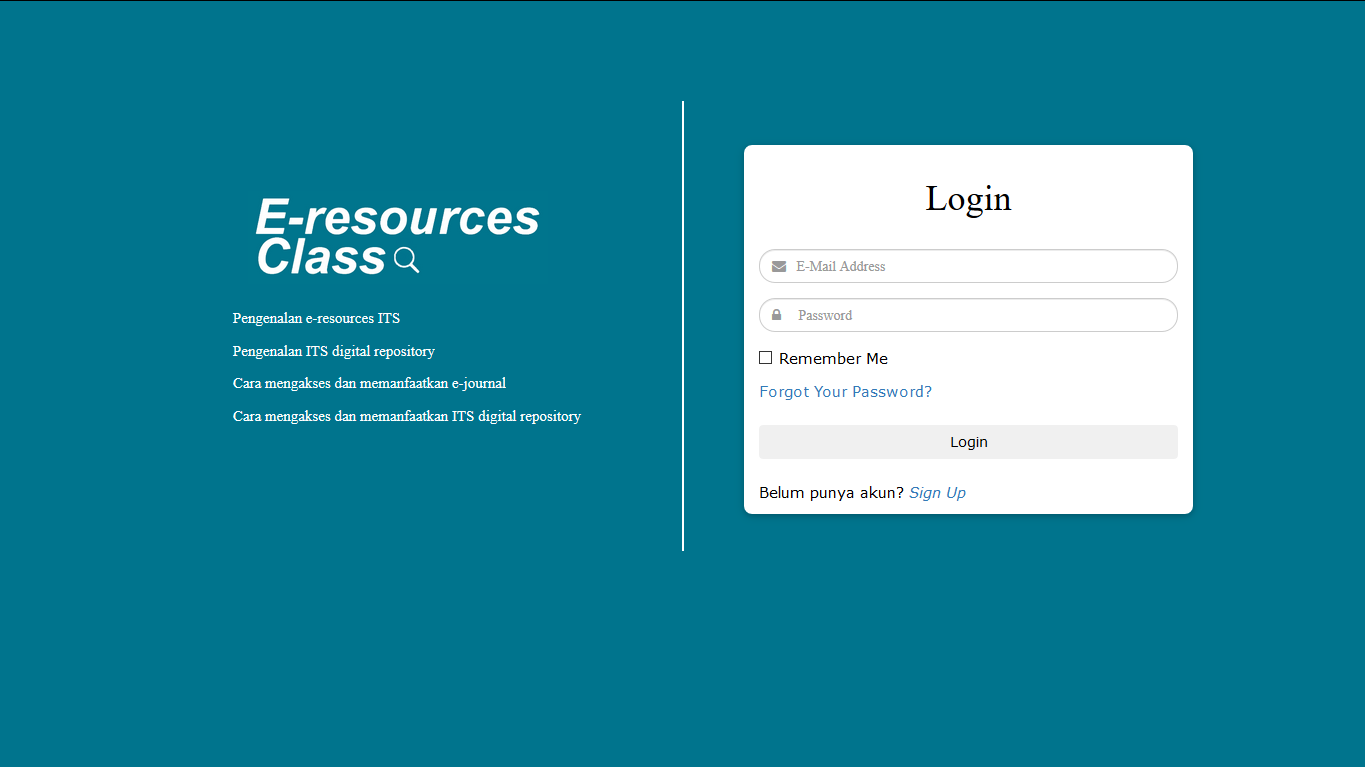 E-resources
Class
Pengenalan e-resources ITS
Pengenalan ITS digital repository
Cara mengakses dan memanfaatkan e-journal
Cara mengakses dan memanfaatkan ITS digital repository
Login
E-Mail Address
Password
Remember Me
Forgot Your Password?
Login
Belum punya akun? Sign Up